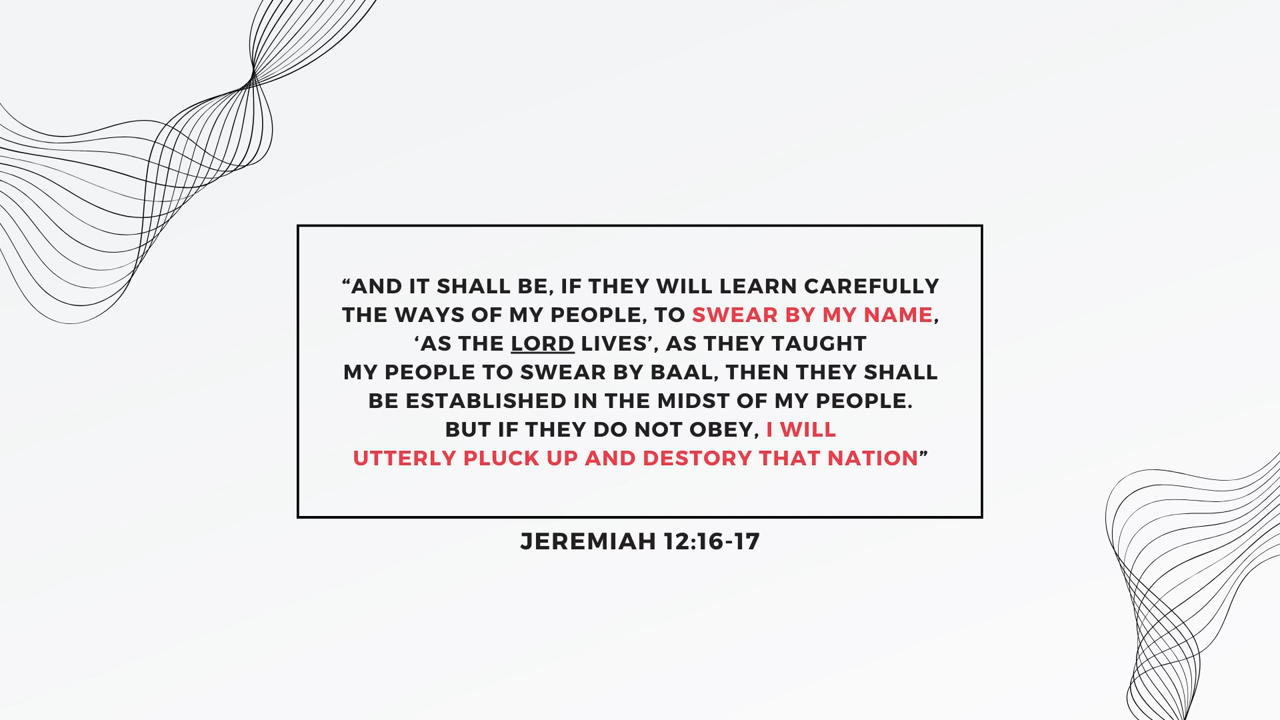 “AND IT SHALL BE, IF THEY WILL LEARN CAREFULLY
THE WAYS OF MY PEOPLE, TO SWEAR BY MY NAME,
‘AS THE LORD LIVES’, AS THEY TAUGHT
MY PEOPLE TO SWEAR BY BAAL, THEN THEY SHALL
BE ESTABLISHED IN THE MIDST OF MY PEOPLE.
BUT IF THEY DO NOT OBEY, I WILL
UTTERLY PLUCK UP AND DESTORY THAT NATION”
JEREMIAH 12:16-17